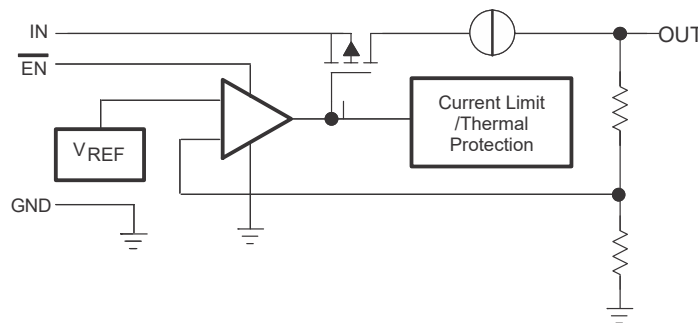 IN
OUT
EN
Current Limit
/Thermal
Protection
VREF
GND